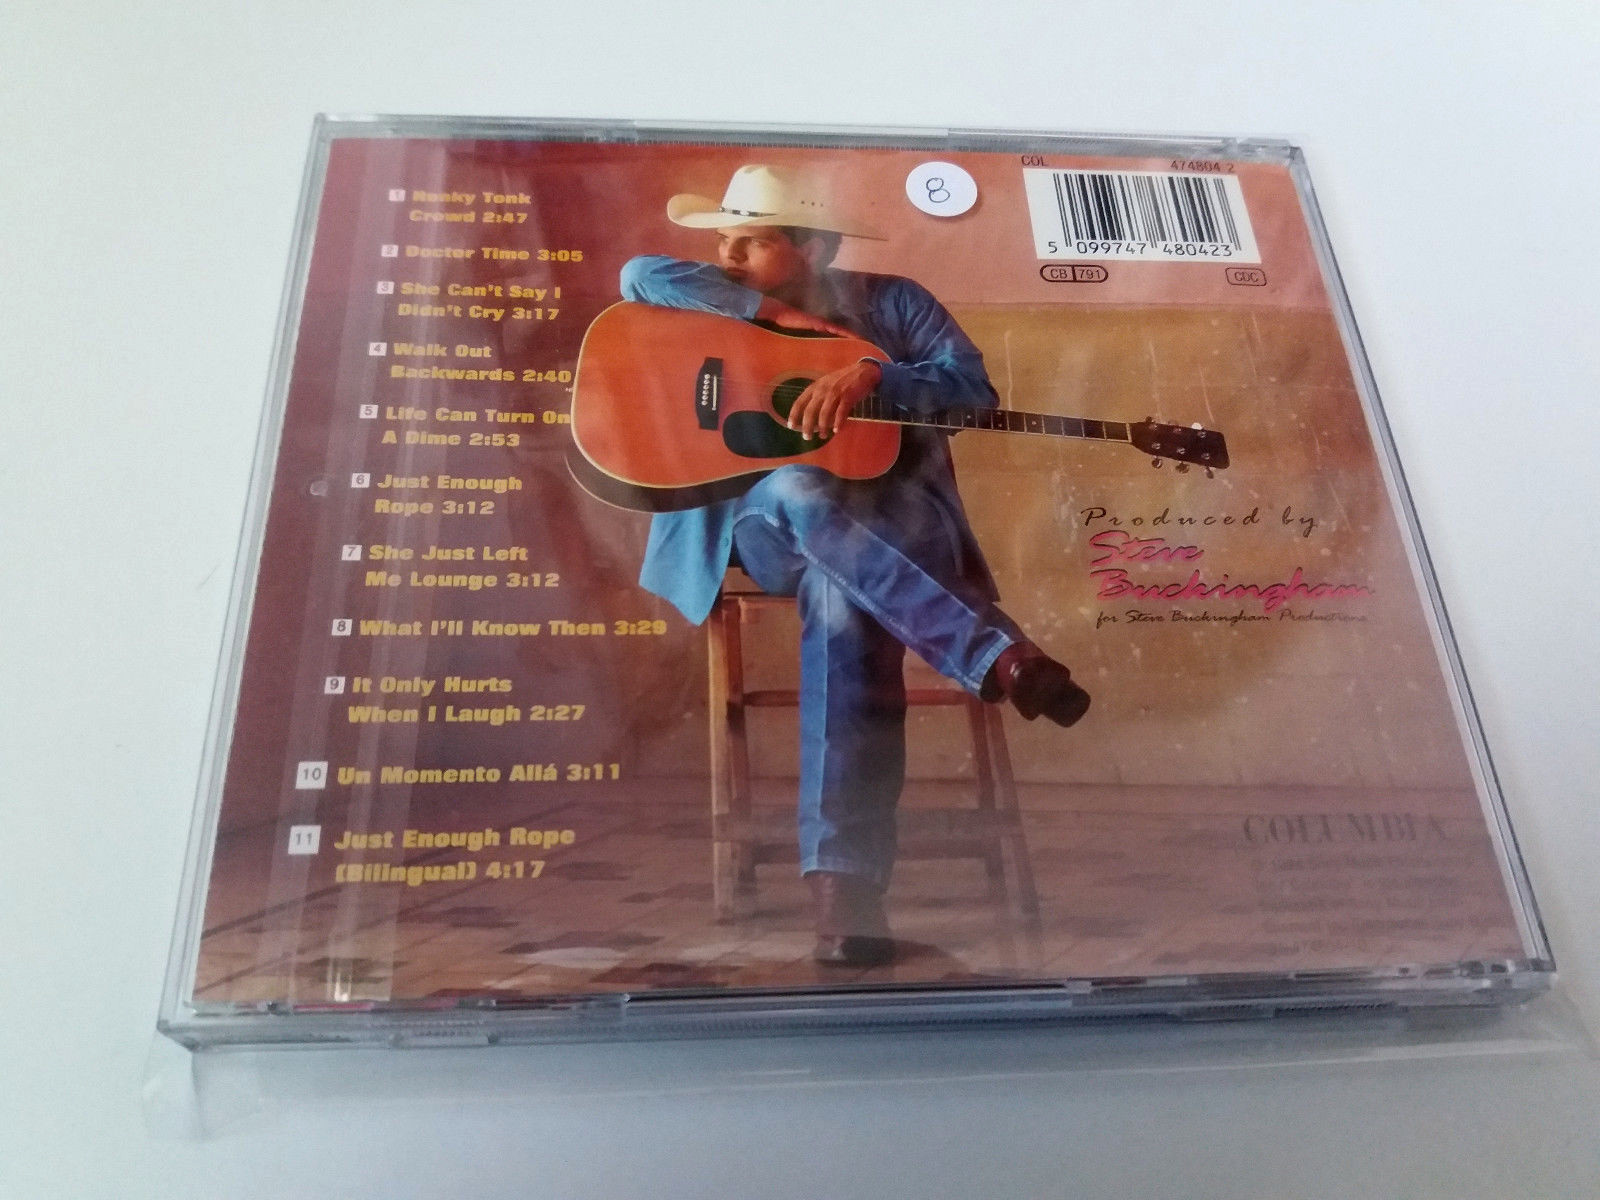 1 Honky Tonk
Crowd 2:47
2 Doctor Time 3:05
3 She Can't Say I
Didn't Cry 3:17
4 Walk Out
Backwards 2:40
5 Life Can Turn On
A Dime 2:53
6 Just Enough
Rope 3:12
7 She Just Left
Me Lounge 3:12
8 What I'll Know Then 3:29
9 It Only Hurts
When I Laugh 2:27
10 Un Momento Allá 3:11
11 Just Enough Rope
(Bilingual) 4:17
8
COL 474804 2
5 099747 480423
CB 791 CDC
Produced by
Steve
Buckingham
for Steve Buckingham Productions
COLUMBIA